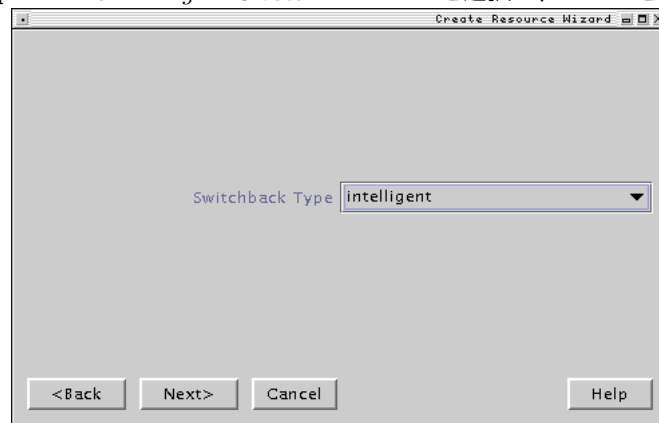 Create Resource Wizard
Switchback Type intelligent
<Back Next> Cancel Help